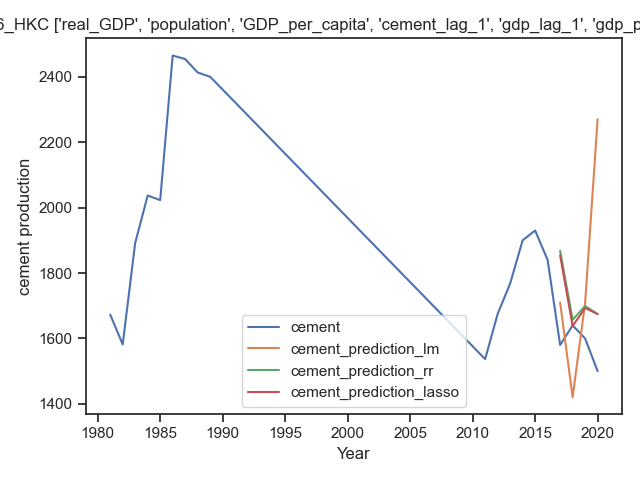 6_HKC ['real_GDP', 'population', 'GDP_per_capita', 'cement_lag_1', 'gdp_lag_1', 'gdp_p
2400
2200
2000
1800
1600
1400
cement production
cement
cement_prediction_lm
cement_prediction_rr
cement_prediction_lasso
1980 1985 1990 1995 2000 2005 2010 2015 2020
Year